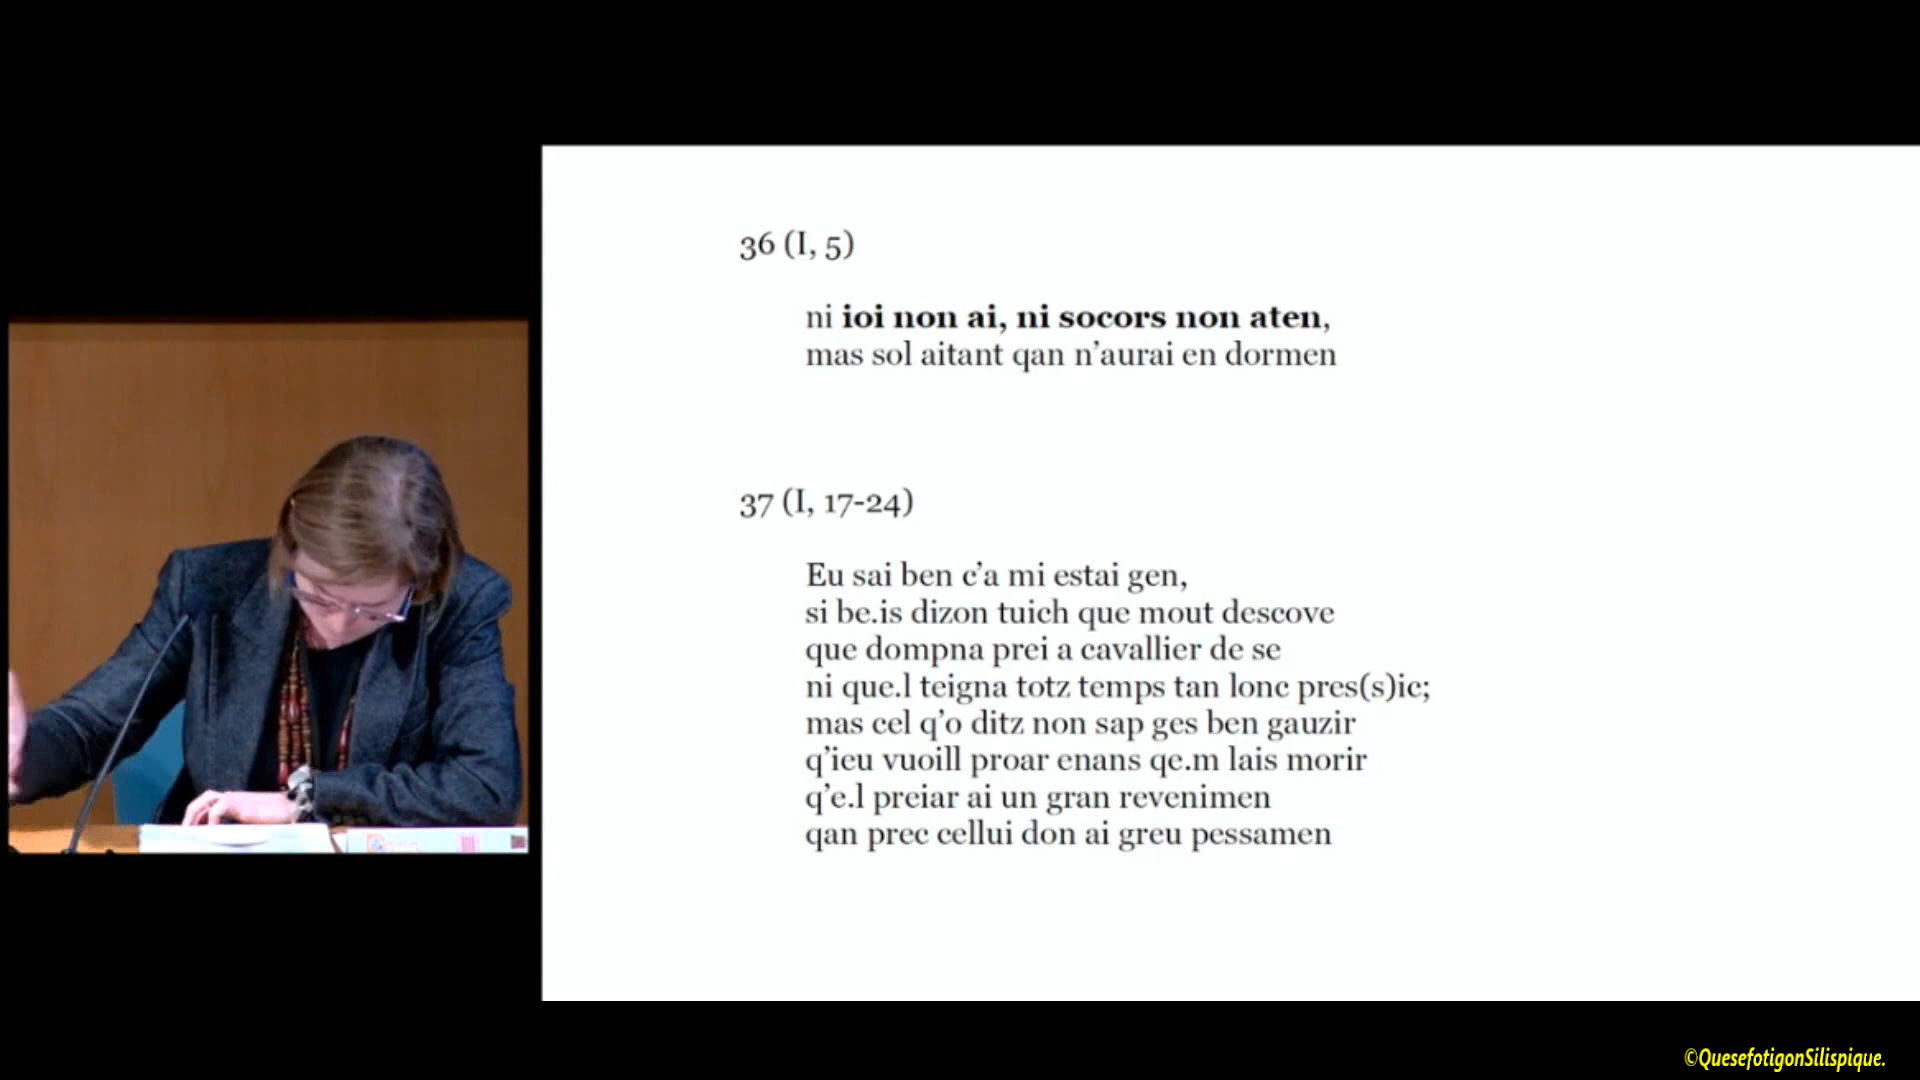 36 (I, 5)
ni ioi non ai, ni socors non aten,
mas sol aitant qan n’aurai en dormen
37 (I, 17-24)
Eu sai ben c’a mi estai gen,
si be.is dizon tuich que mout descove
que dompna prei a cavallier de se
ni que.l teigna totz temps tan lonc pres(s)ic;
mas cel q’o ditz non sap ges ben gauzir
q’ieu vuoill proar enans qe.m lais morir
q’e.l preiar ai un gran revenimen
qan prec cellui don ai greu pessamen
©QuesefotigonSilispique.